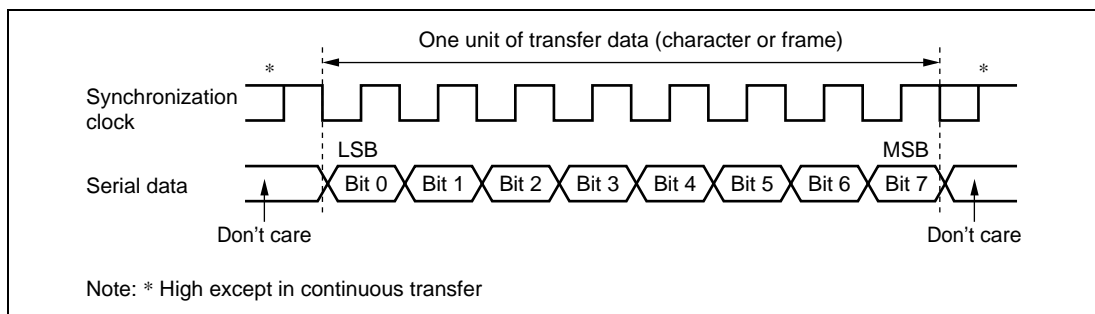 One unit of transfer data (character or frame)
* *
Synchronization
clock
LSB MSB
Serial data Bit 0 Bit 1 Bit 2 Bit 3 Bit 4 Bit 5 Bit 6 Bit 7
Don't care Don't care
Note: * High except in continuous transfer